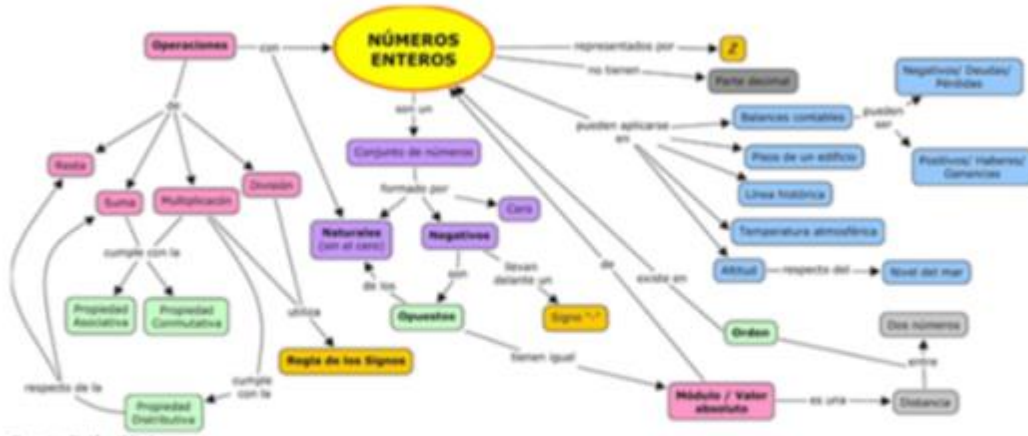 NÚMEROS
ENTEROS
Operaciones
con
representados por
Z
no tienen
Parte decimal
Negativos/ Deudas/
Pérdidas
de
son un
pueden aplicarse
en
Balances contables
pueden
ser
Conjunto de números
Pisos de un edificio
Positivos/ Haberes/
Ganancias
Resta
Suma
Multiplicación
División
formado por
Línea histórica
Cero
Naturales
(son el cero)
Negativos
Temperatura atmosférica
cumple con la
son
llevan
delante un
de
existe en
Altitud
respecto del
Nivel del mar
de los
Propiedad
Asociativa
Propiedad
Conmutativa
utiliza
Opuestos
Signo "-"
Orden
Dos números
Regla de los Signos
tienen igual
entre
respecto de la
cumple
con la
Propiedad
Distributiva
Módulo / Valor
absoluto
es una
Distancia